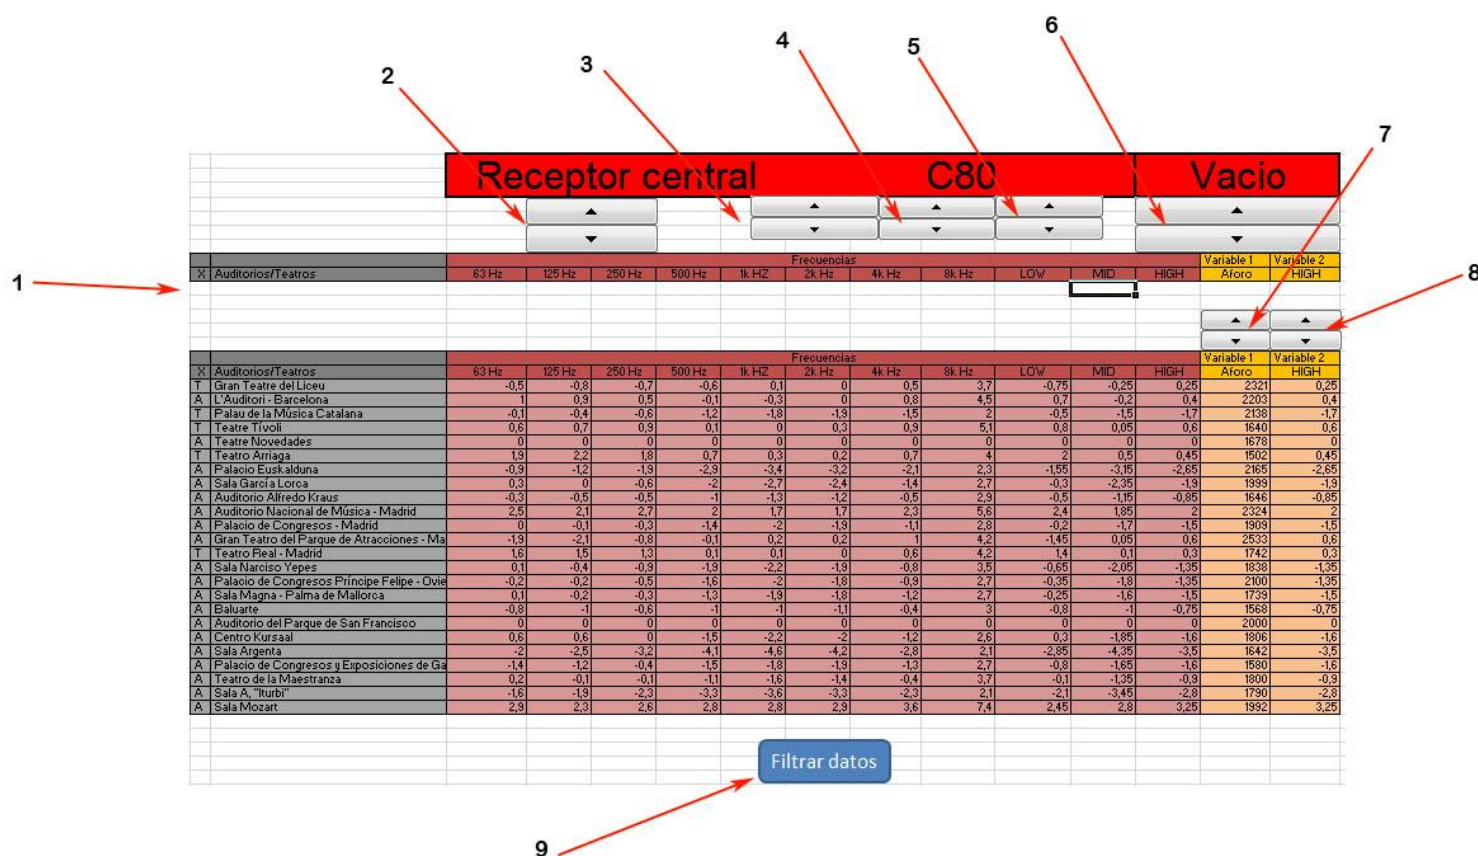 6
4
5
3
2
7
Receptor central C80 Vacio
Frecuencias Variable 1 Variable 2
X Auditorios/Teatros 63 Hz 125 Hz 250 Hz 500 Hz 1k HZ 2k Hz 4k Hz 8k Hz LOW MID HIGH Aforo HIGH
8
1
Frecuencias Variable 1 Variable 2
X Auditorios/Teatros 63 Hz 125 Hz 250 Hz 500 Hz 1k HZ 2k Hz 4k Hz 8k Hz LOW MID HIGH Aforo HIGH
T Gran Teatre del Liceu -0,5 -0,8 -0,7 -0,6 0,1 0 0,5 3,7 -0,75 -0,25 0,25 2321 0,25
A L'Auditori - Barcelona 1 0,9 0,5 -0,1 -0,3 0 0,8 4,5 0,7 -0,2 0,4 2203 0,4
T Palau de la Música Catalana -0,1 -0,4 -0,6 -1,2 -1,8 -1,9 -1,5 2 -0,5 -1,5 -1,7 2138 -1,7
T Teatre Tívoli 0,6 0,7 0,9 0,1 0 0,3 0,9 5,1 0,8 0,05 0,6 1640 0,6
A Teatre Novedades 0 0 0 0 0 0 0 0 0 0 0 1678 0
T Teatro Arriaga 1,9 2,2 1,8 0,7 0,3 0,2 0,7 4 2 0,5 0,45 1502 0,45
A Palacio Euskalduna -0,9 -1,2 -1,9 -2,9 -3,4 -3,2 -2,1 2,3 -1,55 -3,15 -2,65 2165 -2,65
A Sala García Lorca 0,3 0 -0,6 -2 -2,7 -2,4 -1,4 2,7 -0,3 -2,35 -1,9 1999 -1,9
A Auditorio Alfredo Kraus -0,3 -0,5 -0,5 -1 -1,3 -1,2 -0,5 2,9 -0,5 -1,15 -0,85 1646 -0,85
A Auditorio Nacional de Música - Madrid 2,5 2,1 2,7 2 1,7 1,7 2,3 5,6 2,4 1,85 2 2324 2
A Palacio de Congresos - Madrid 0 -0,1 -0,3 -1,4 -2 -1,9 -1,1 2,8 -0,2 -1,7 -1,5 1909 -1,5
A Gran Teatro del Parque de Atracciones - Ma -1,9 -2,1 -0,8 -0,1 0,2 0,2 1 4,2 -1,45 0,05 0,6 2533 0,6
T Teatro Real - Madrid 1,6 1,5 1,3 0,1 0,1 0 0,6 4,2 1,4 0,1 0,3 1742 0,3
A Sala Narciso Yepes 0,1 -0,4 -0,9 -1,9 -2,2 -1,9 -0,8 3,5 -0,65 -2,05 -1,35 1838 -1,35
A Palacio de Congresos Príncipe Felipe - Ovie -0,2 -0,2 -0,5 -1,6 -2 -1,8 -0,9 2,7 -0,35 -1,8 -1,35 2100 -1,35
A Sala Magna - Palma de Mallorca 0,1 -0,2 -0,3 -1,3 -1,9 -1,8 -1,2 2,7 -0,25 -1,6 -1,5 1739 -1,5
A Baluarte -0,8 -1 -0,6 -1 -1 -1,1 -0,4 3 -0,8 -1 -0,75 1568 -0,75
A Auditorio del Parque de San Francisco 0 0 0 0 0 0 0 0 0 0 0 2000 0
A Centro Kursaal 0,6 0,6 0 -1,5 -2,2 -2 -1,2 2,6 0,3 -1,85 -1,6 1806 -1,6
A Sala Argenta -2 -2,5 -3,2 -4,1 -4,6 -4,2 -2,8 2,1 -2,85 -4,35 -3,5 1642 -3,5
A Palacio de Congresos y Exposiciones de Ga -1,4 -1,2 -0,4 -1,5 -1,8 -1,9 -1,3 2,7 -0,8 -1,65 -1,6 1580 -1,6
A Teatro de la Maestranza 0,2 -0,1 -0,1 -1,1 -1,6 -1,4 -0,4 3,7 -0,1 -1,35 -0,9 1800 -0,9
A Sala A, "Iturbi" -1,6 -1,9 -2,3 -3,3 -3,6 -3,3 -2,3 2,1 -2,1 -3,45 -2,8 1790 -2,8
A Sala Mozart 2,9 2,3 2,6 2,8 2,8 2,9 3,6 7,4 2,45 2,8 3,25 1992 3,25
Filtrar datos
9